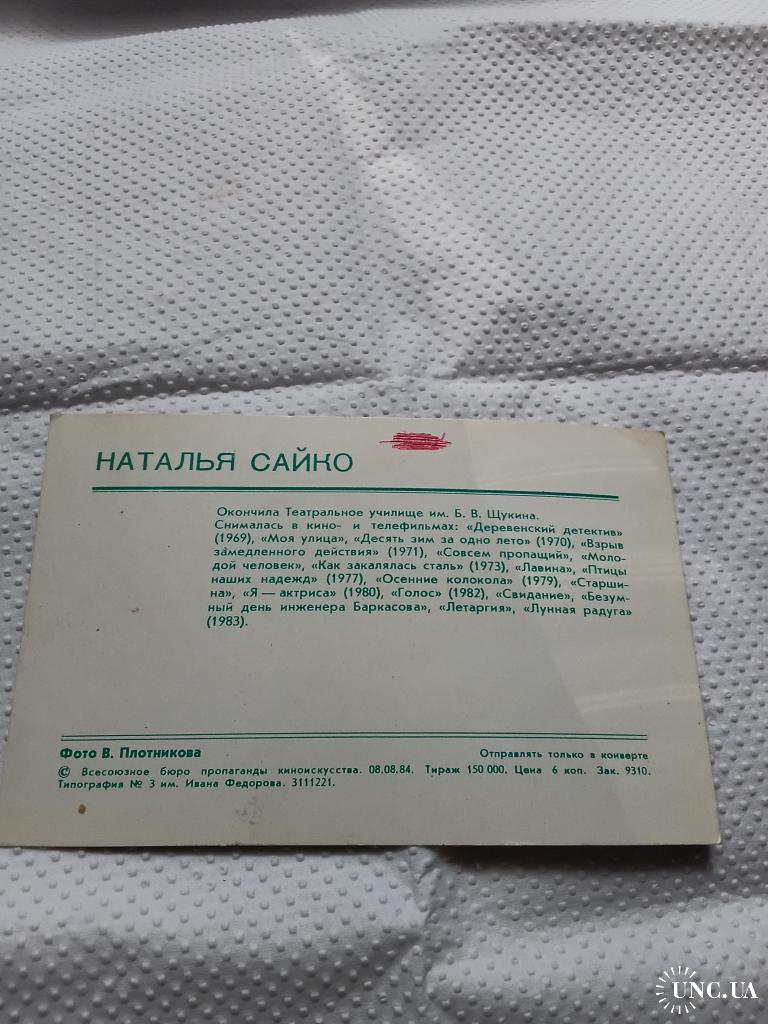 НАТАЛЬЯ САЙКО
Окончила Театральное училище им. Б. В. Щукина.
Снималась в кино- и телефильмах: «Деревенский детектив»
(1969), «Моя улица», «Десять зим за одно лето» (1970), «Взрыв
замедленного действия» (1971), «Совсем пропащий», «Моло-
дой человек», «Как закалялась сталь» (1973), «Лавина», «Птицы
наших надежд» (1977), «Осенние колокола» (1979), «Старши-
на», «Я — актриса» (1980), «Голос» (1982), «Свидание», «Безум-
ный день инженера Баркасова», «Летаргия», «Лунная радуга»
(1983).
Фото В. Плотникова
Отправлять только в конверте
© Всесоюзное бюро пропаганды киноискусства. 08.08.84. Тираж 150 000. Цена 6 коп. Зак. 9310.
Типография № 3 им. Ивана Федорова. 3111221.
UNC.UA